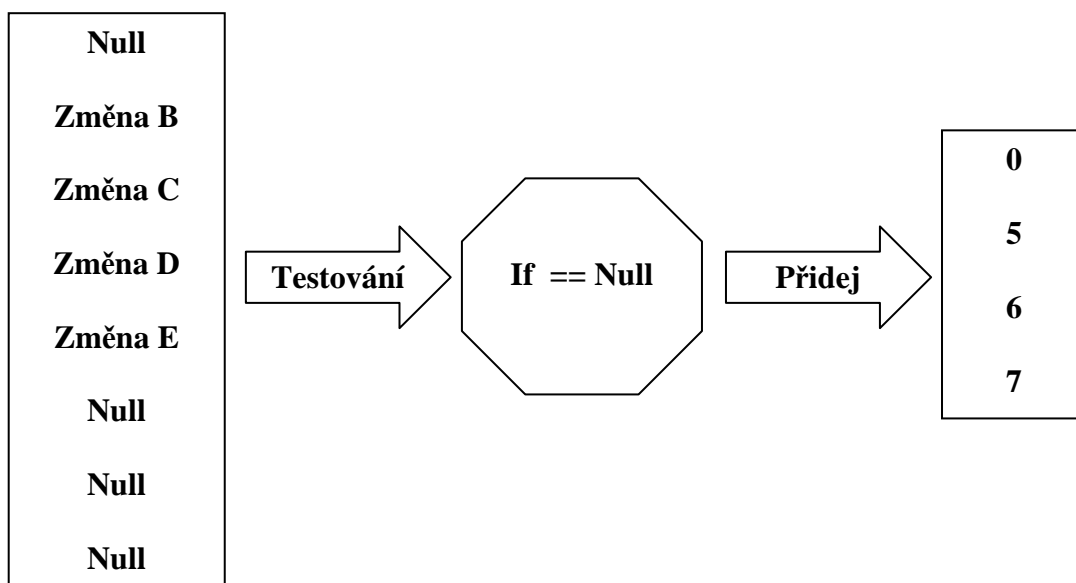 Null
Změna B
Změna C
Změna D
Změna E
Null
Null
Null
Testování
If == Null
Přidej
0
5
6
7